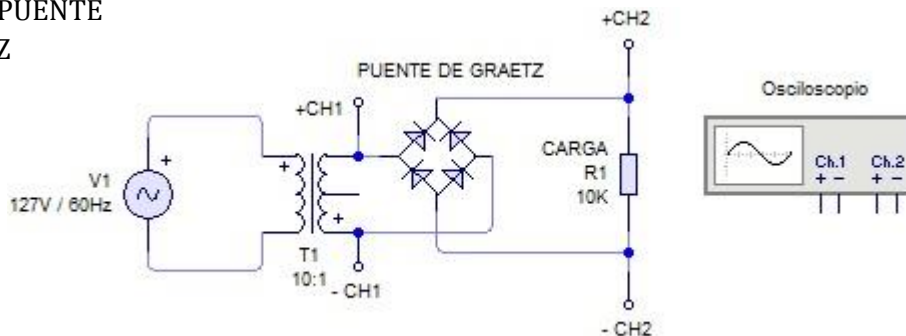 PUENTE
Z
PUENTE DE GRAETZ
+CH2
+CH1
Osciloscopio
Ch.1 Ch.2
+ - + -
CARGA
R1
10K
+
V1
127V / 60Hz
+
+
T1
10:1
- CH1
- CH2